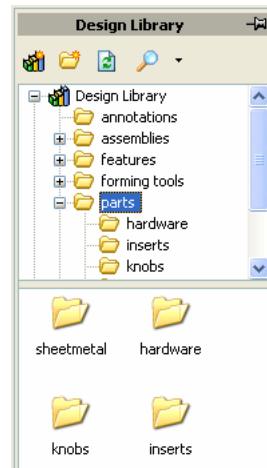 Design Library
Design Library
annotations
assemblies
features
forming tools
parts
hardware
inserts
knobs
sheetmetal hardware
knobs inserts